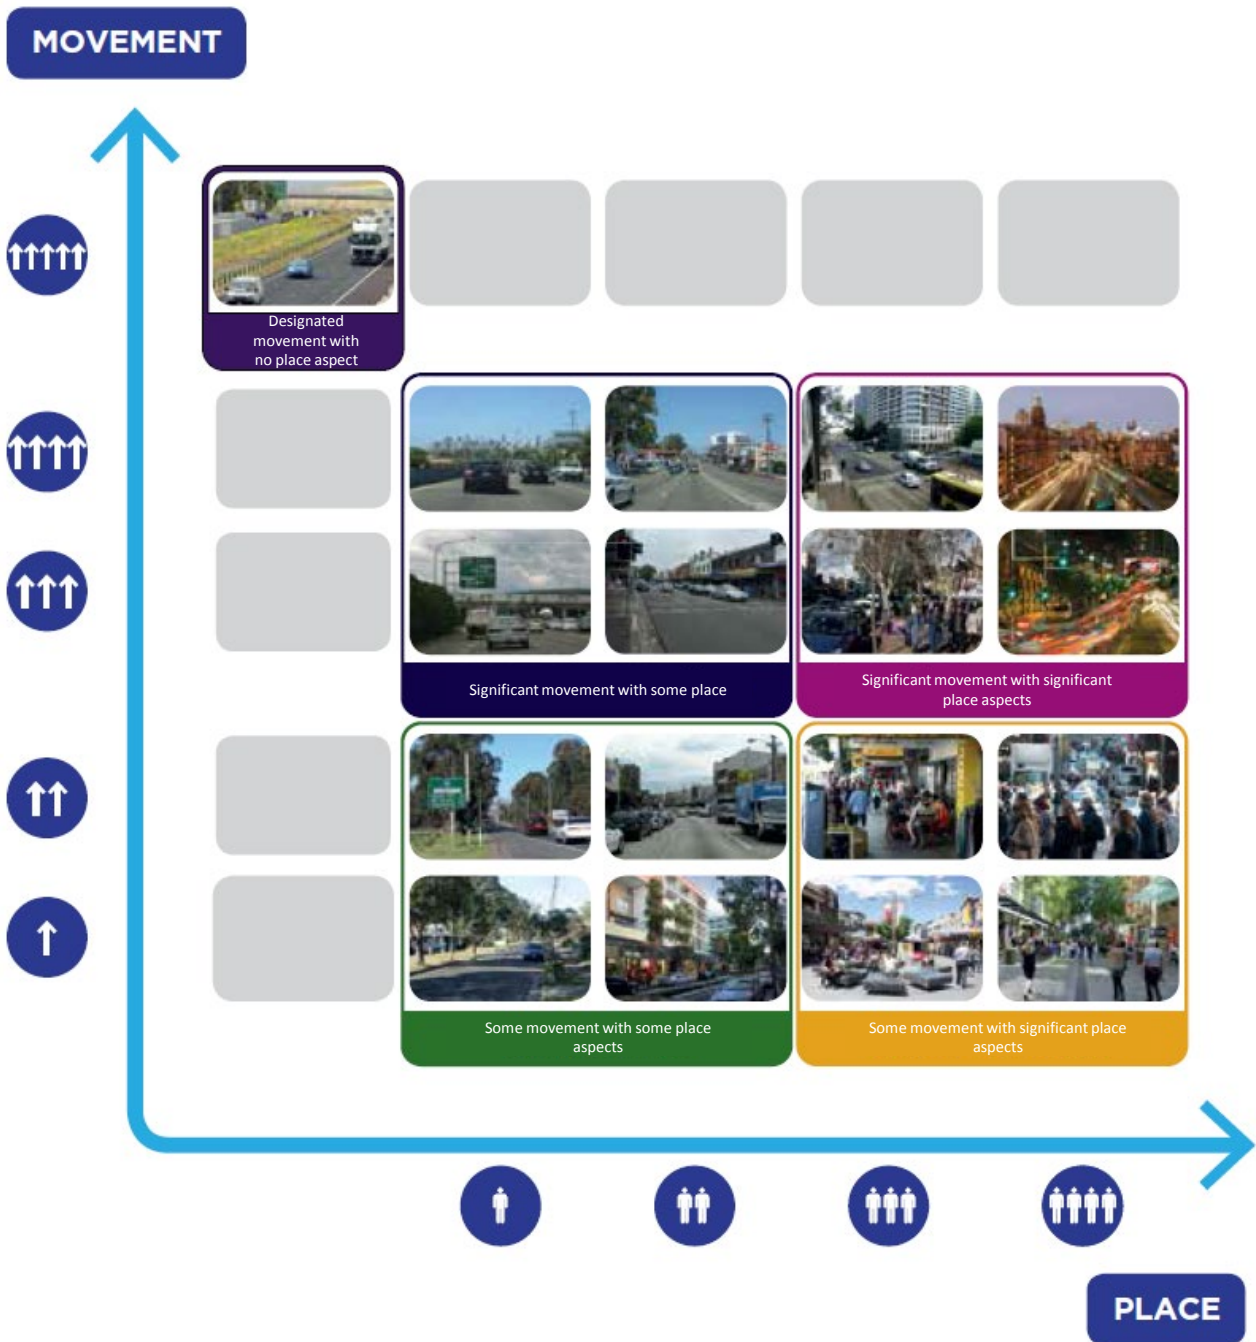 MOVEMENT
Designated
movement with
no place aspect
Significant movement with some place
Significant movement with significant
place aspects
Some movement with some place
aspects
Some movement with significant place
aspects
PLACE